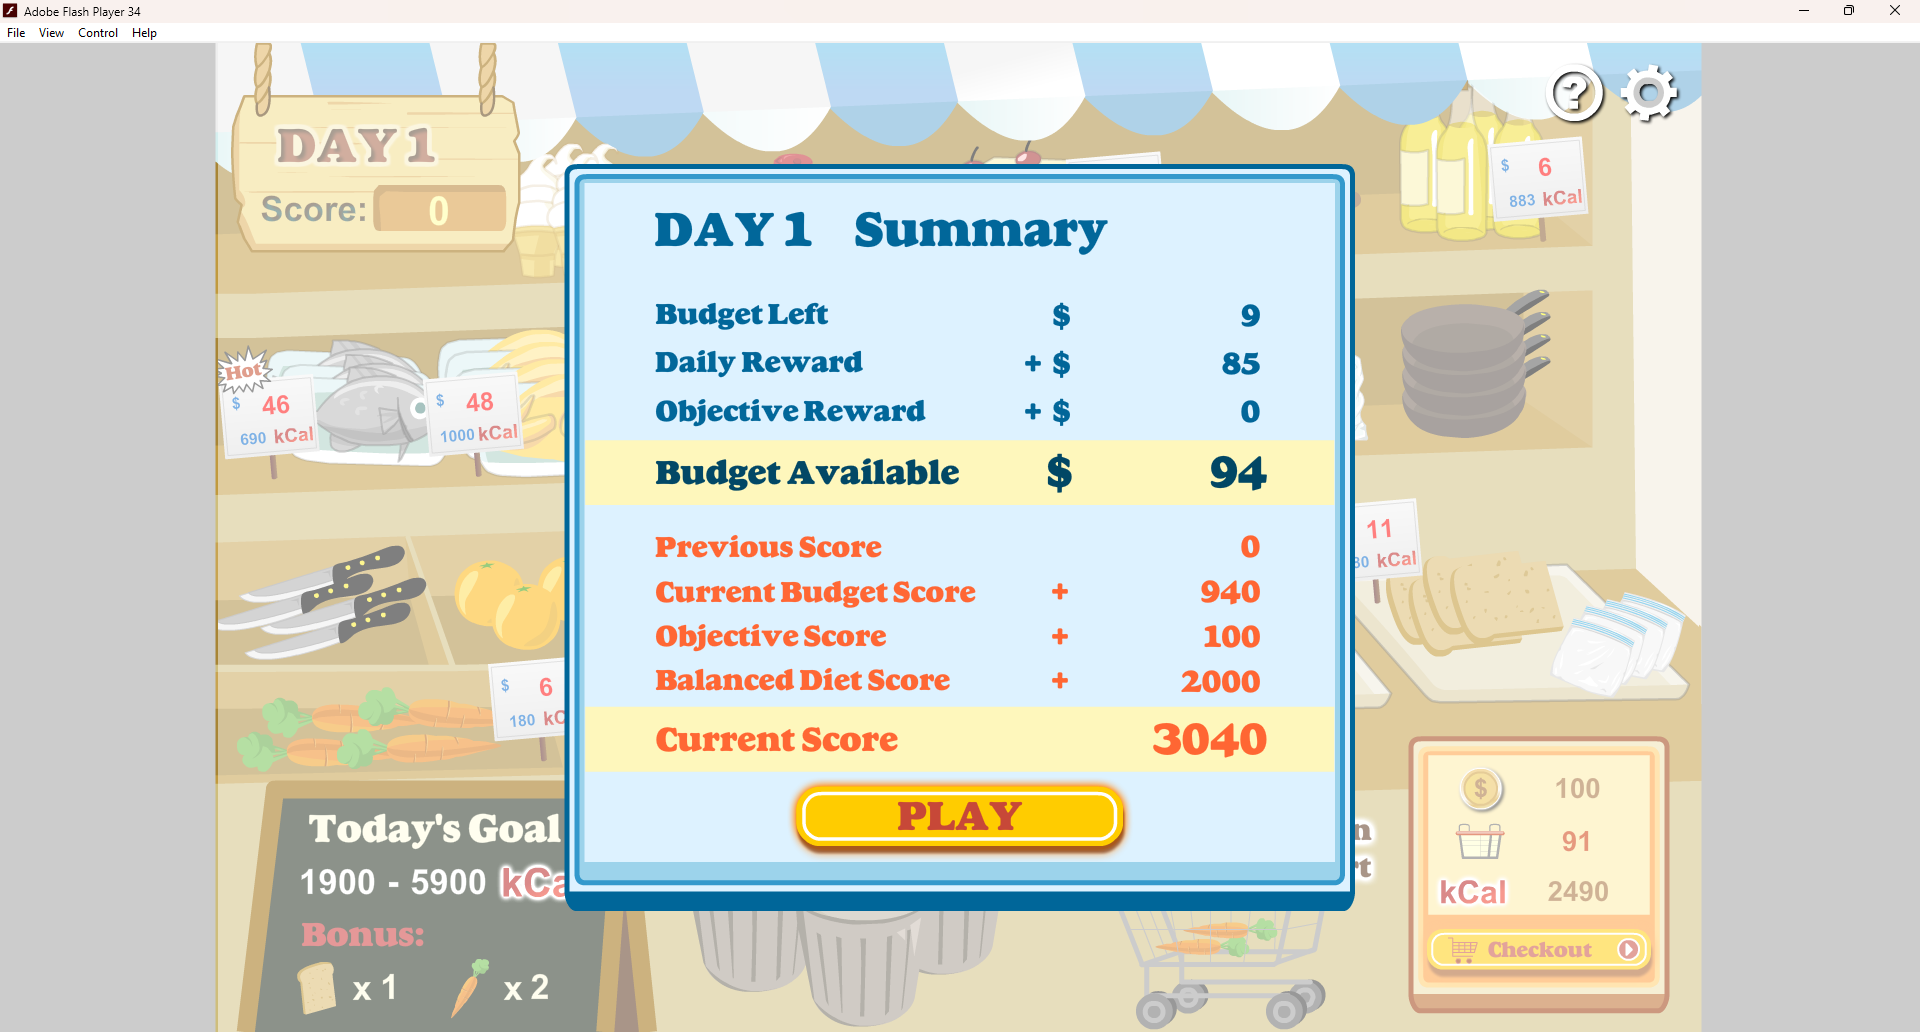 Adobe Flash Player 34
File View Control Help
DAY 1
Score: 0
$ 6
883 kCal
Hot
$ 46
690 kCal
$ 48
1000 kCal
$ 6
180
$ 11
kCal
DAY 1 Summary
Budget Left $ 9
Daily Reward + $ 85
Objective Reward + $ 0
Budget Available $ 94
Previous Score 0
Current Budget Score + 940
Objective Score + 100
Balanced Diet Score + 2000
Current Score 3040
PLAY
Today's Goal
1900 - 5900 kCa
Bonus:
x 1 x 2
$ 100
91
kCal 2490
Checkout